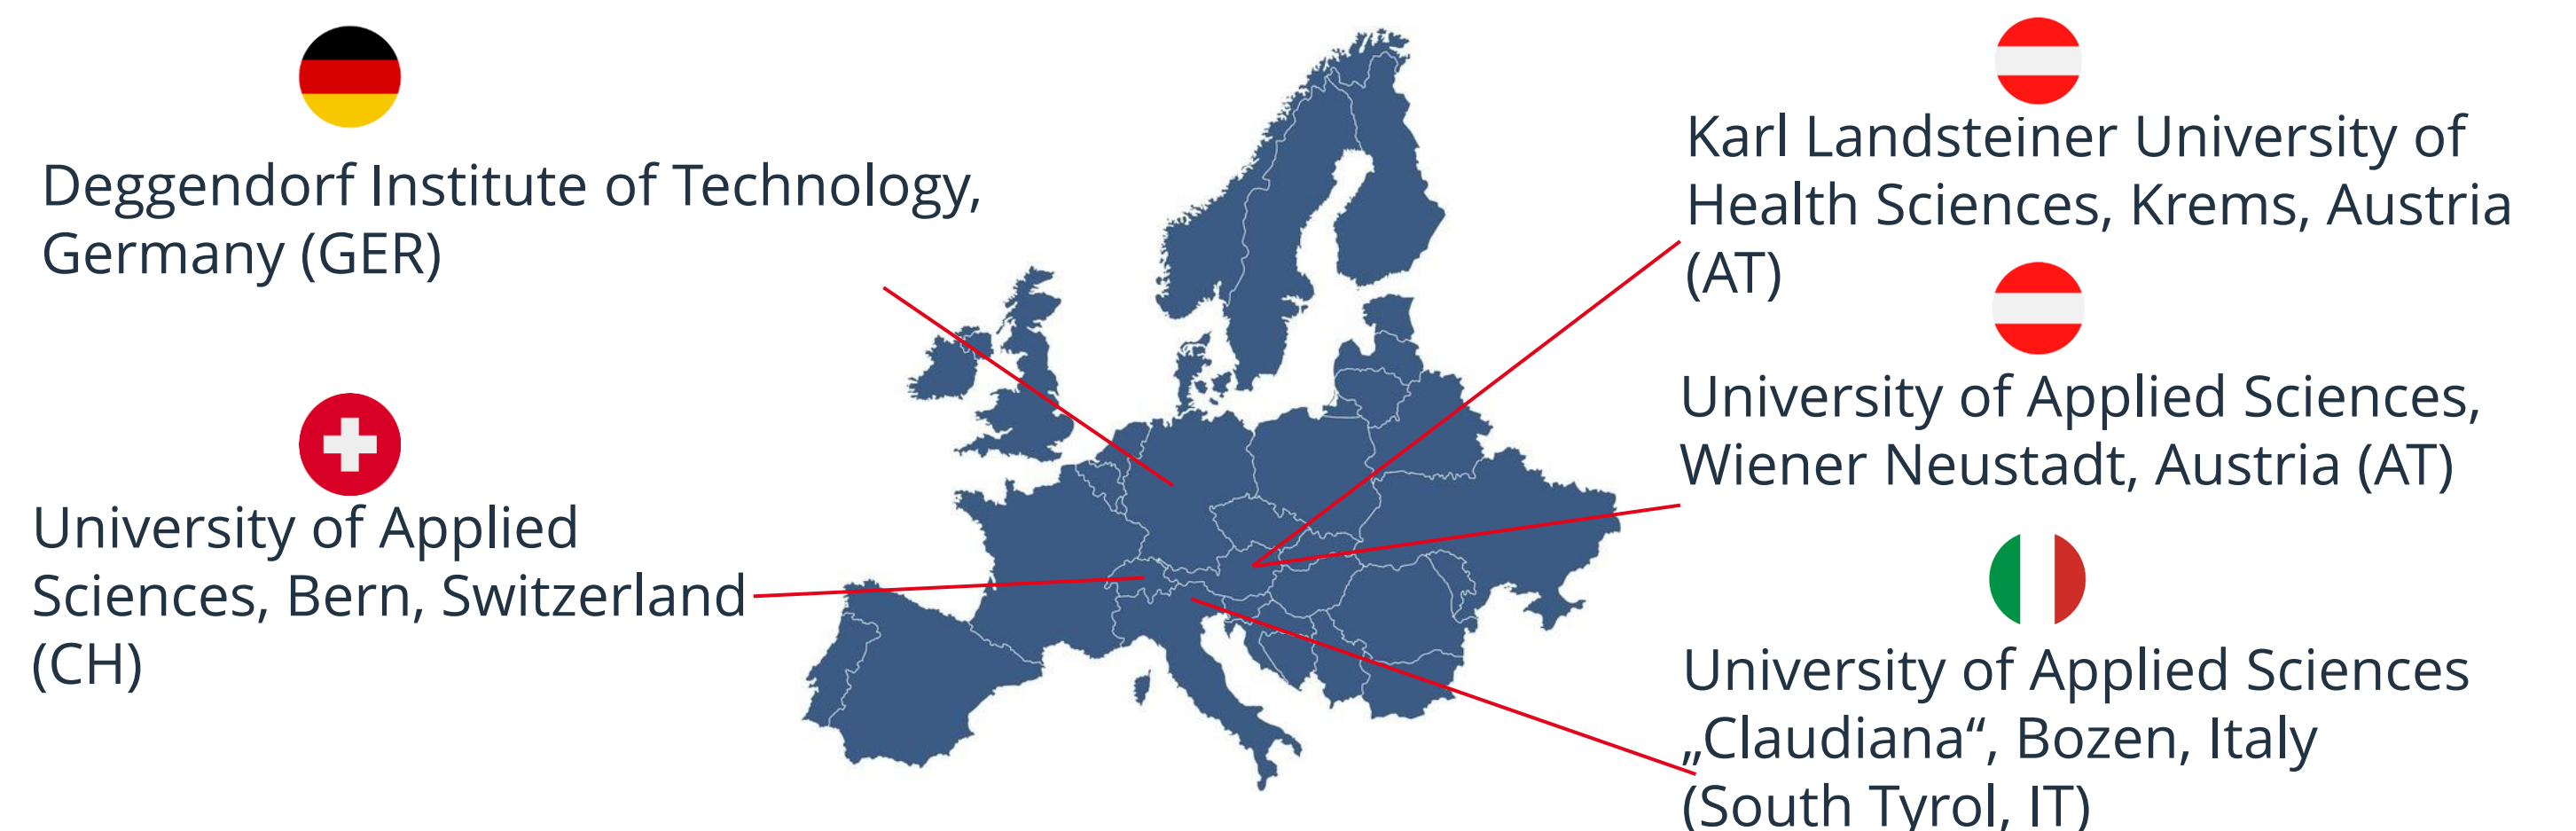 Deggendorf Institute of Technology,
Germany (GER)
University of Applied
Sciences, Bern, Switzerland
(CH)
Karl Landsteiner University of
Health Sciences, Krems, Austria
(AT)
University of Applied Sciences,
Wiener Neustadt, Austria (AT)
University of Applied Sciences
„Claudiana“, Bozen, Italy
(South Tyrol, IT)